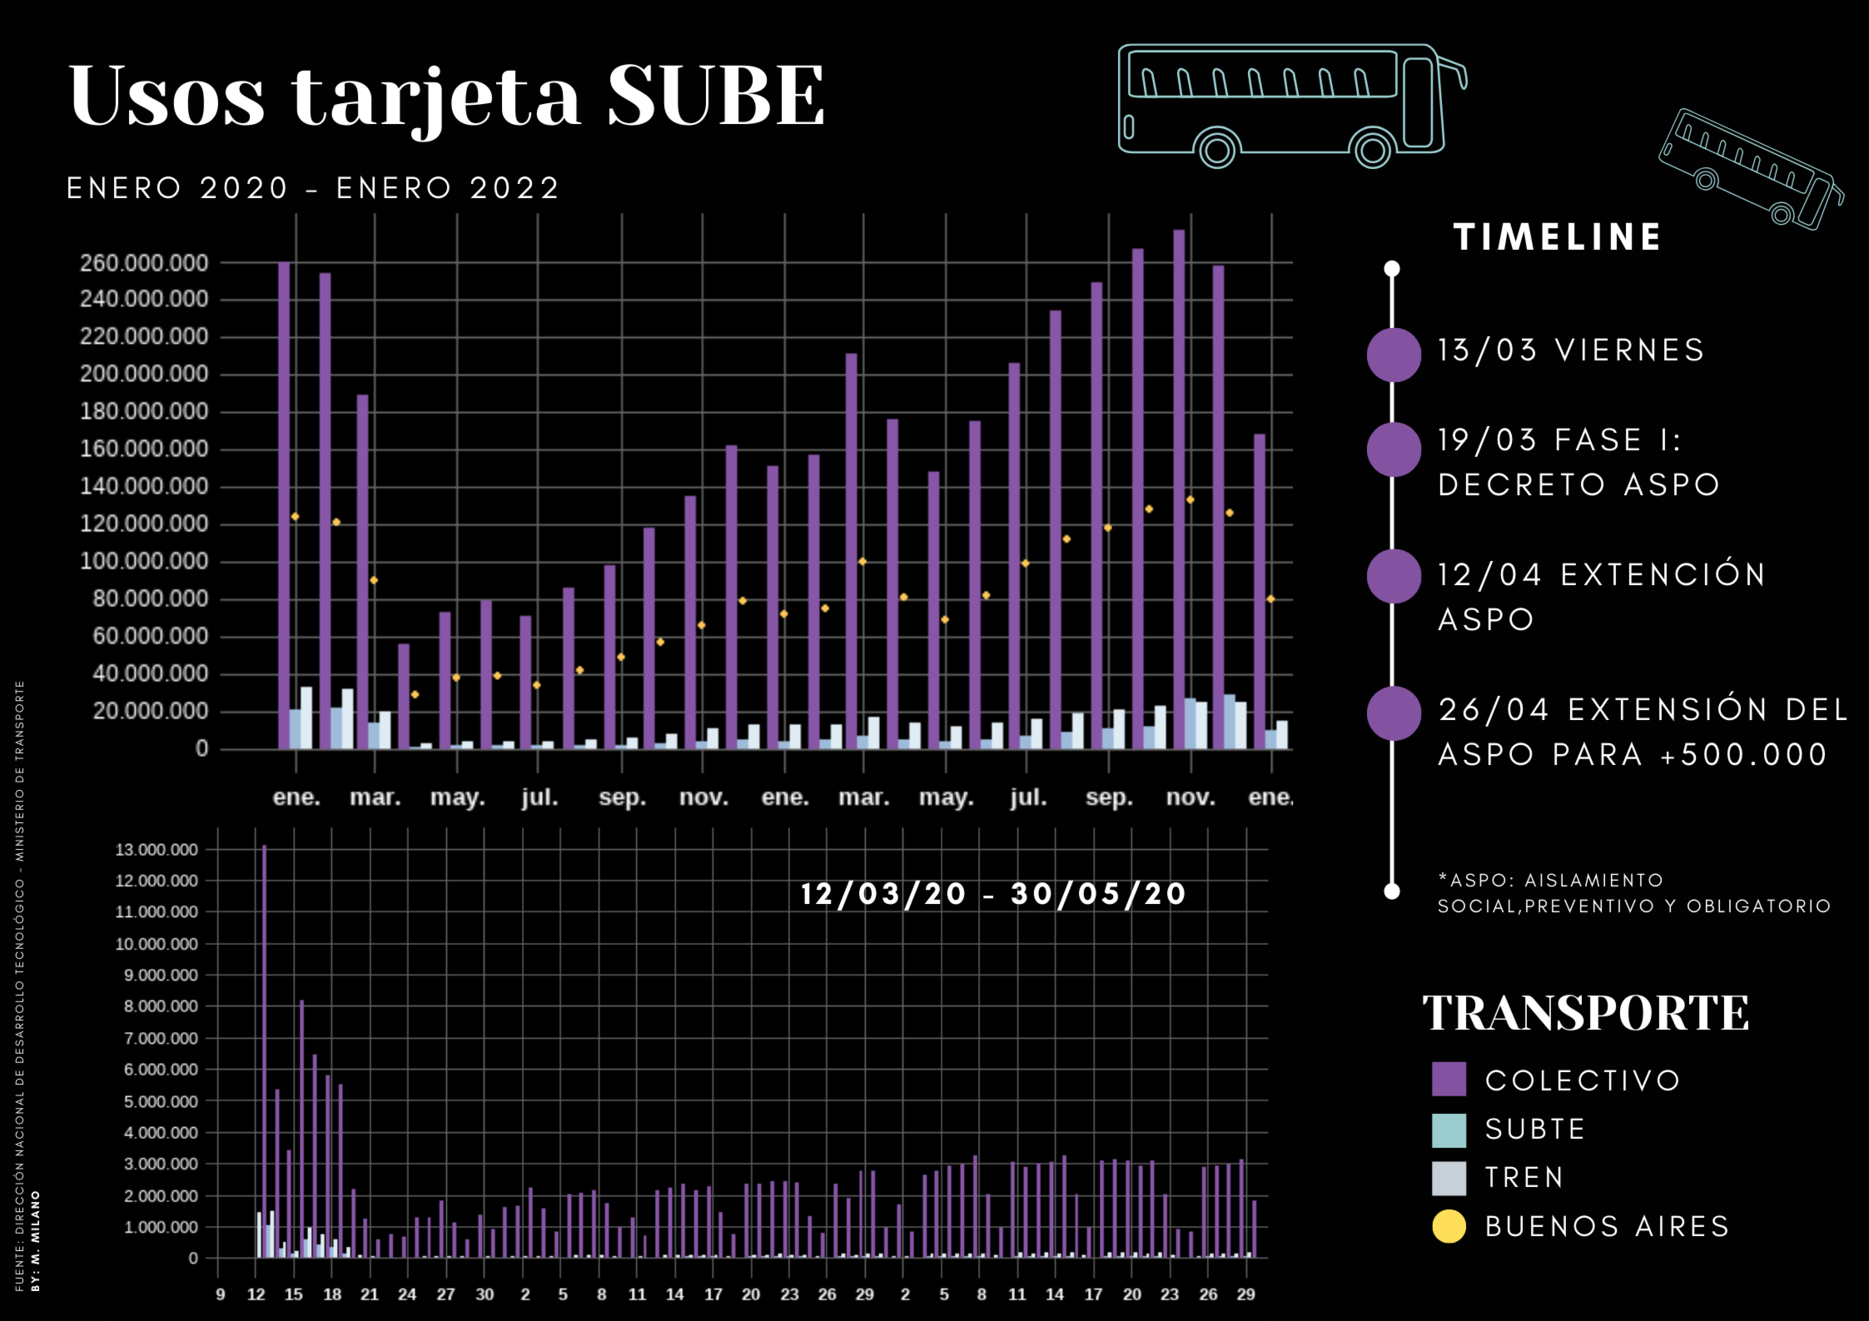 Usos tarjeta SUBE
ENERO 2020 - ENERO 2022
260.000.000
240.000.000
220.000.000
200.000.000
180.000.000
160.000.000
140.000.000
120.000.000
100.000.000
80.000.000
60.000.000
40.000.000
20.000.000
0
ene. mar. may. jul. sep. nov. ene. mar. may. jul. sep. nov. ene.
12/03/20 - 30/05/20
13.000.000
12.000.000
11.000.000
10.000.000
9.000.000
8.000.000
7.000.000
6.000.000
5.000.000
4.000.000
3.000.000
2.000.000
1.000.000
0
9 12 15 18 21 24 27 30 2 5 8 11 14 17 20 23 26 29 2 5 8 11 14 17 20 23 26 29
TIMELINE
13/03 VIERNES
19/03 FASE I:
DECRETO ASPO
12/04 EXTENCIÓN
ASPO
26/04 EXTENSIÓN DEL
ASPO PARA +500.000
*ASPO: AISLAMIENTO
SOCIAL,PREVENTIVO Y OBLIGATORIO
TRANSPORTE
COLECTIVO
SUBTE
TREN
BUENOS AIRES
FUENTE: DIRECCIÓN NACIONAL DE DESARROLLO TECNOLÓGICO - MINISTERIO DE TRANSPORTE
BY: M. MILANO